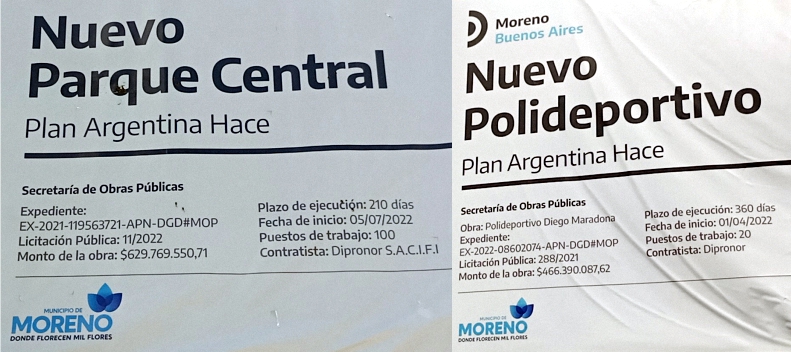 Nuevo
Parque Central
Plan Argentina Hace
Secretaría de Obras Públicas
Expediente:
EX-2021-119563721-APN-DGD#MOP
Licitación Pública: 11/2022
Monto de la obra: $629.769.550,71
Plazo de ejecución: 210 días
Fecha de inicio: 05/07/2022
Puestos de trabajo: 100
Contratista: Dipronor S.A.C.I.F.I
MUNICIPIO DE
MORENO
DONDE FLORECEN MIL FLORES
Moreno
Buenos Aires
Nuevo
Polideportivo
Plan Argentina Hace
Secretaría de Obras Públicas
Obra: Polideportivo Diego Maradona
Expediente:
EX-2022-08602074-APN-DGD#MOP
Licitación Pública: 288/2021
Monto de la obra: $466.390.087,62
Plazo de ejecución: 360 días
Fecha de inicio: 01/04/2022
Puestos de trabajo: 20
Contratista: Dipronor
MUNICIPIO DE
MORENO
DONDE FLORECEN MIL FLORES